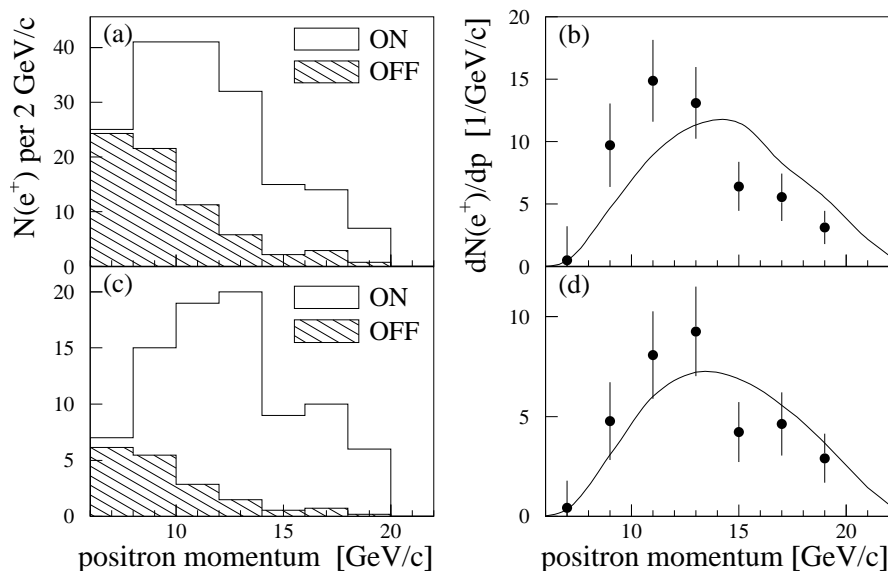 (a)
ON
OFF
N(e⁺) per 2 GeV/c
40
30
20
10
0
(b)
dN(e⁺)/dp [1/GeV/c]
20
15
10
5
0
(c)
ON
OFF
20
15
10
5
0
10 15 20
positron momentum [GeV/c]
(d)
10
5
0
10 15 20
positron momentum [GeV/c]